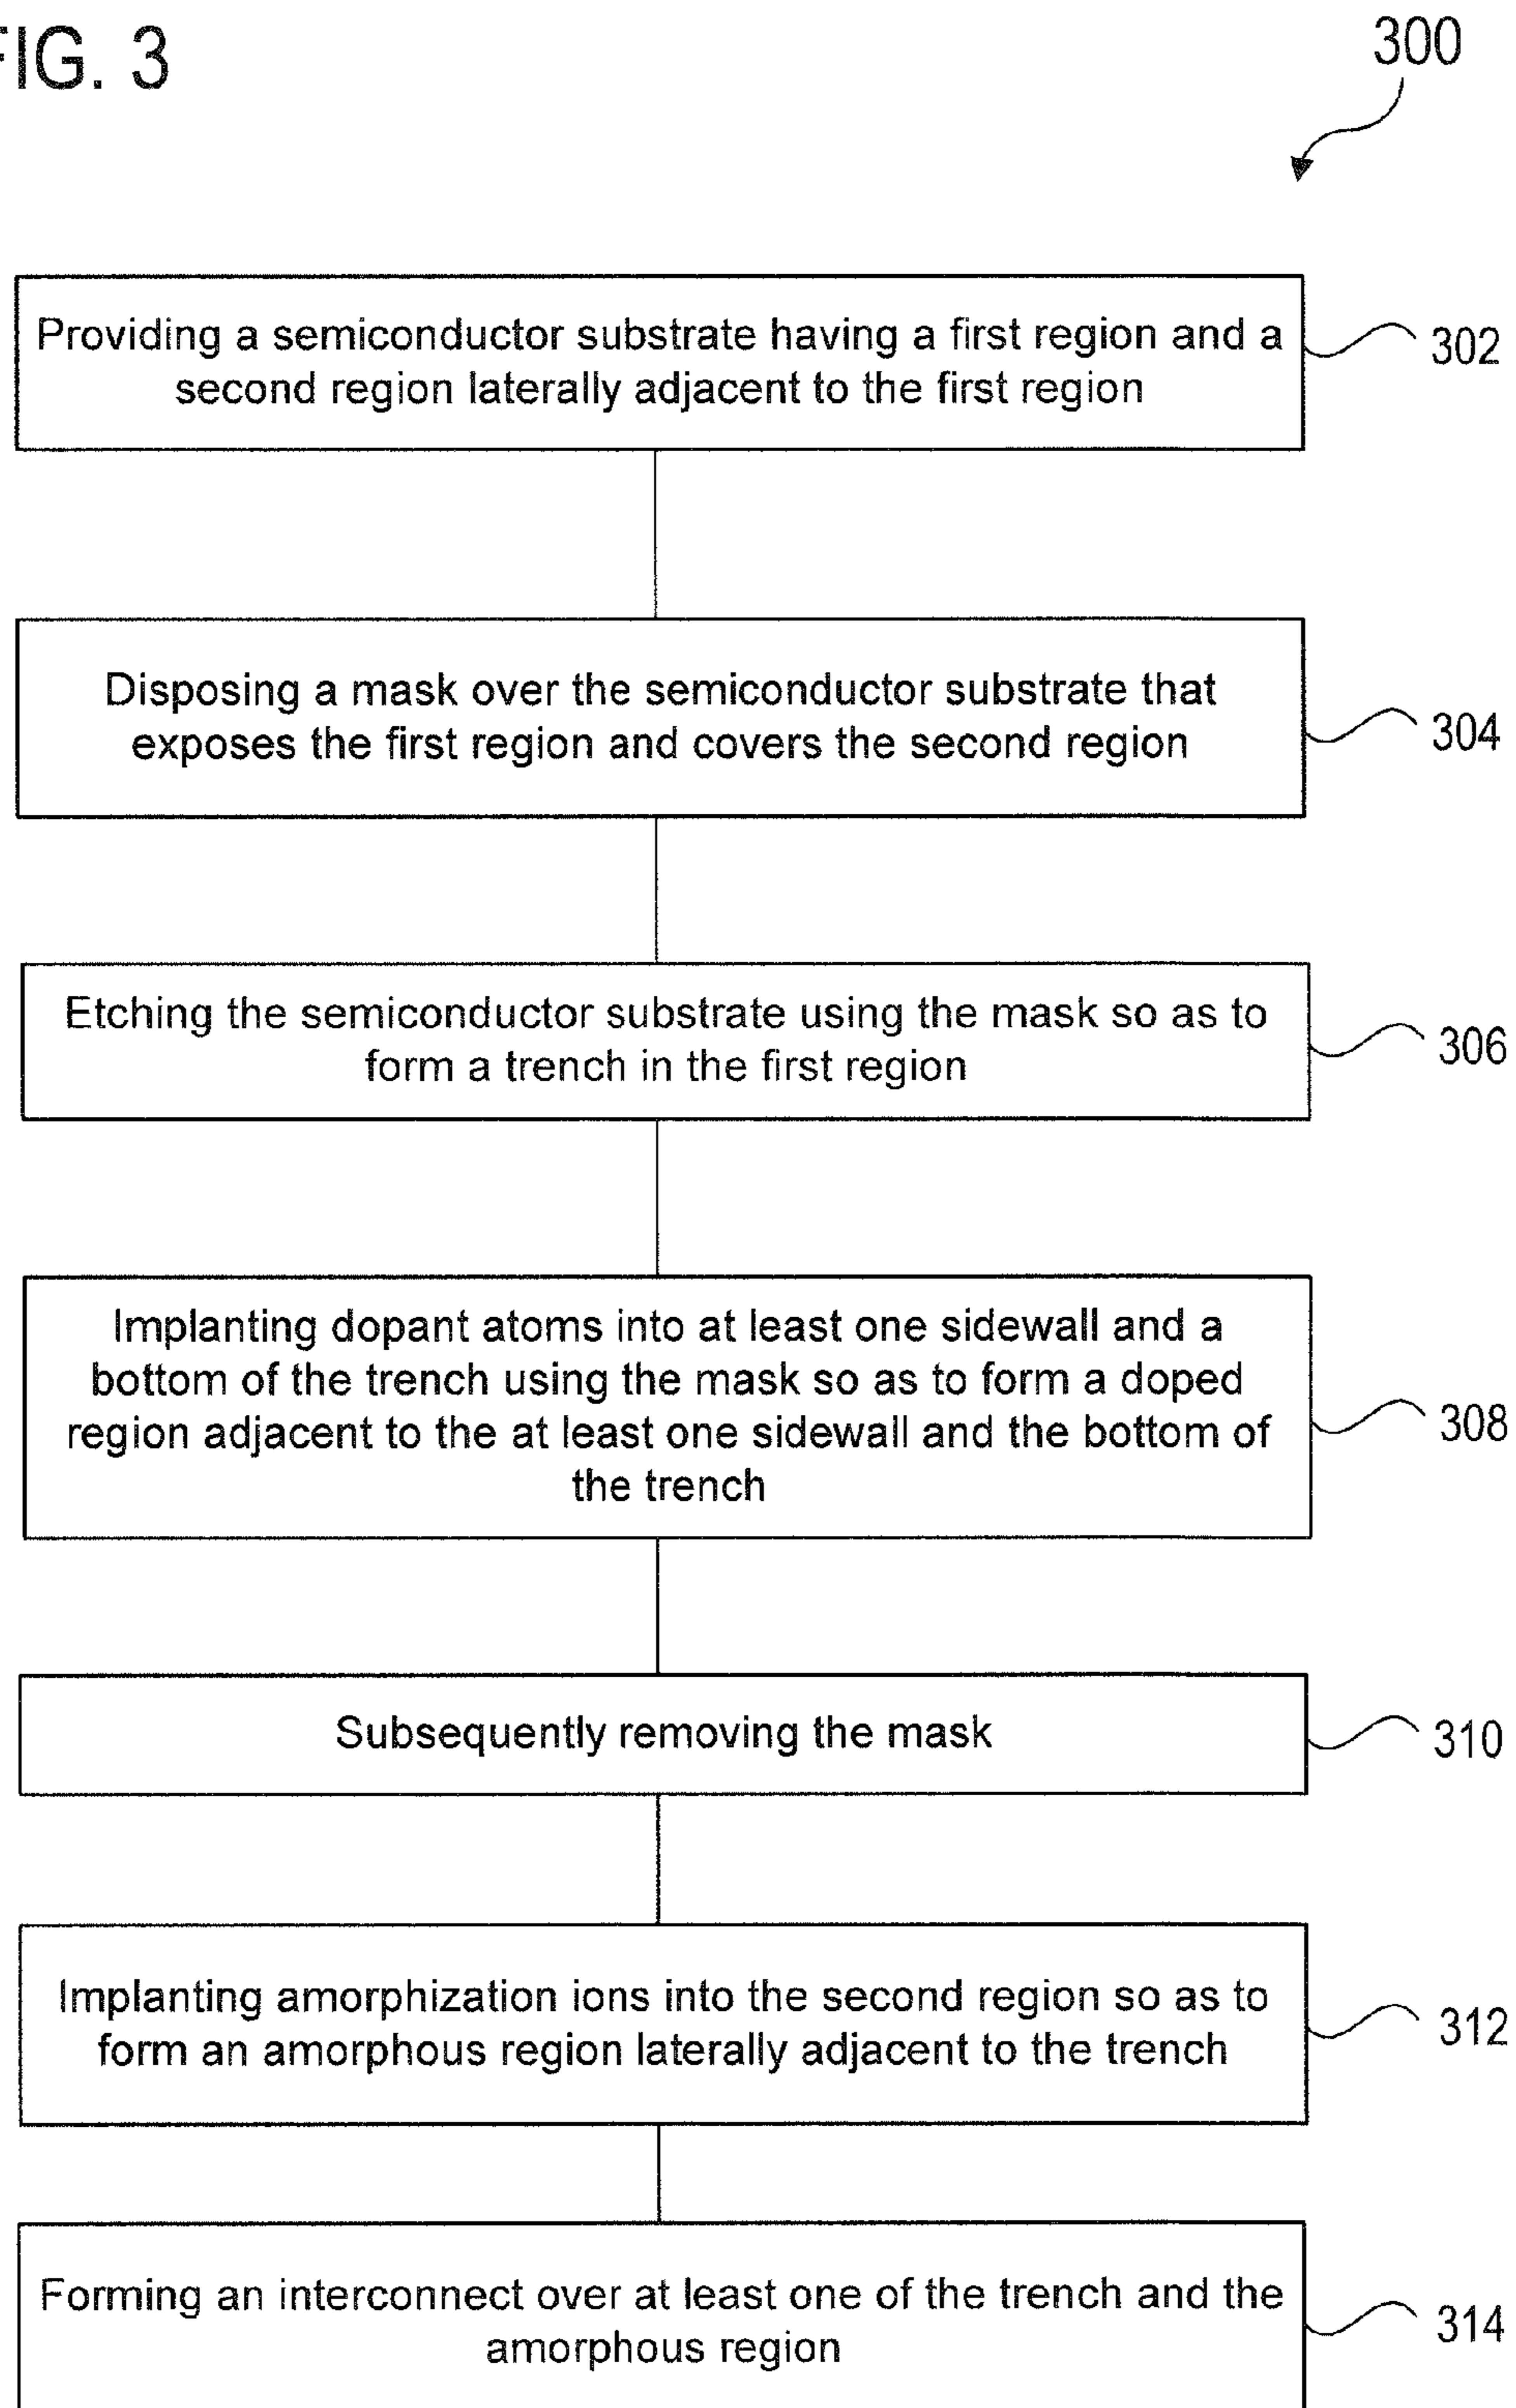 FIG. 3
300
Providing a semiconductor substrate having a first region and a
second region laterally adjacent to the first region
302
Disposing a mask over the semiconductor substrate that
exposes the first region and covers the second region
304
Etching the semiconductor substrate using the mask so as to
form a trench in the first region
306
Implanting dopant atoms into at least one sidewall and a
bottom of the trench using the mask so as to form a doped
region adjacent to the at least one sidewall and the bottom of
the trench
308
Subsequently removing the mask
310
Implanting amorphization ions into the second region so as to
form an amorphous region laterally adjacent to the trench
312
Forming an interconnect over at least one of the trench and the
amorphous region
314